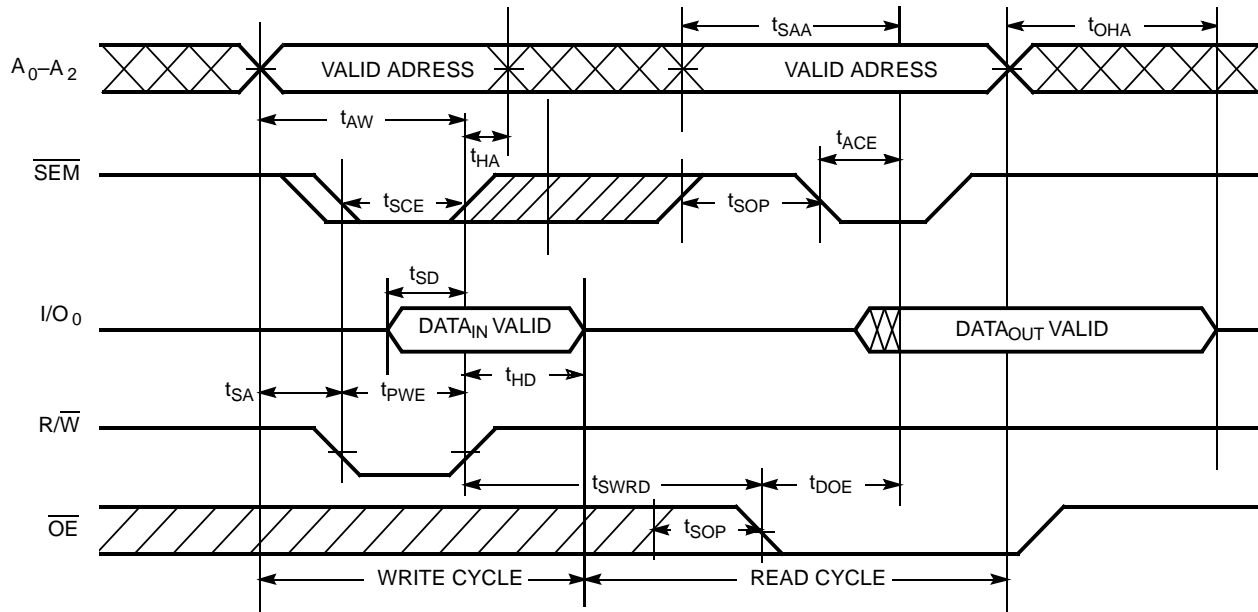 tSAA
tOHA
A0–A2
VALID ADRESS
VALID ADRESS
tAW
tHA
tACE
SEM
tSCE
tSOP
tSD
I/O0
DATAIN VALID
DATAOUT VALID
tSA
tPWE
tHD
R/W
tSWRD
tDOE
OE
tSOP
WRITE CYCLE
READ CYCLE